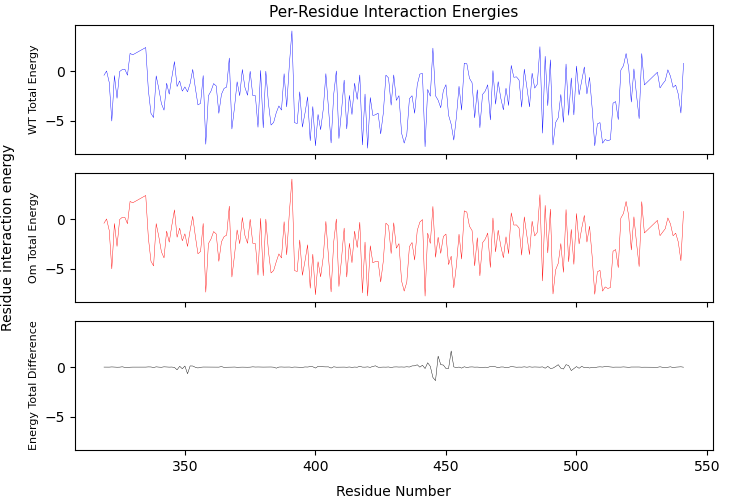 Per-Residue Interaction Energies
Residue interaction energy
WT Total Energy
0
−5
Om Total Energy
0
−5
Energy Total Difference
0
−5
350
400
450
500
550
Residue Number